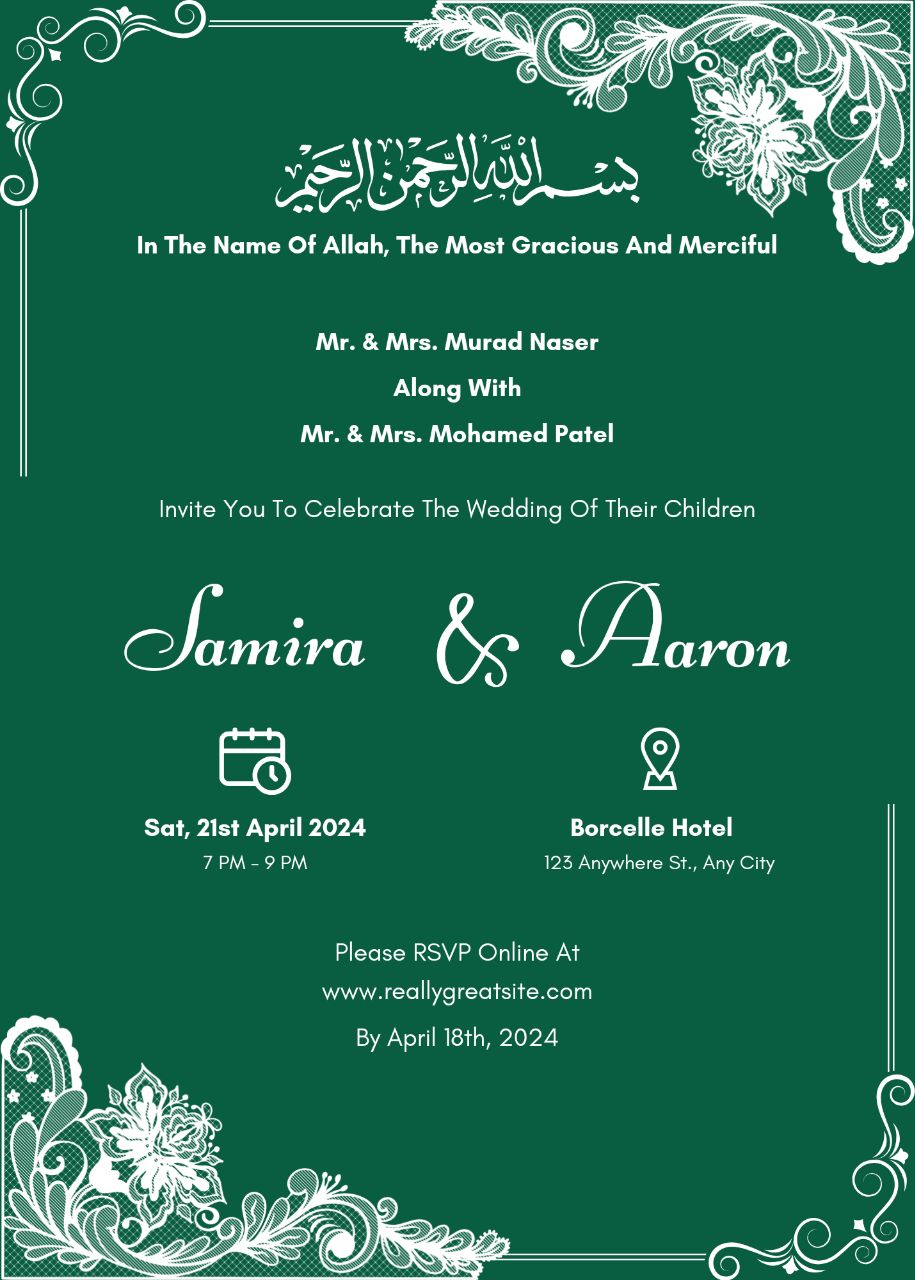 بسم الله الرحمن الرحيم
In The Name Of Allah, The Most Gracious And Merciful
Mr. & Mrs. Murad Naser
Along With
Mr. & Mrs. Mohamed Patel
Invite You To Celebrate The Wedding Of Their Children
Samira & Aaron
Sat, 21st April 2024
7 PM - 9 PM
Borcelle Hotel
123 Anywhere St., Any City
Please RSVP Online At
www.reallygreatsite.com
By April 18th, 2024